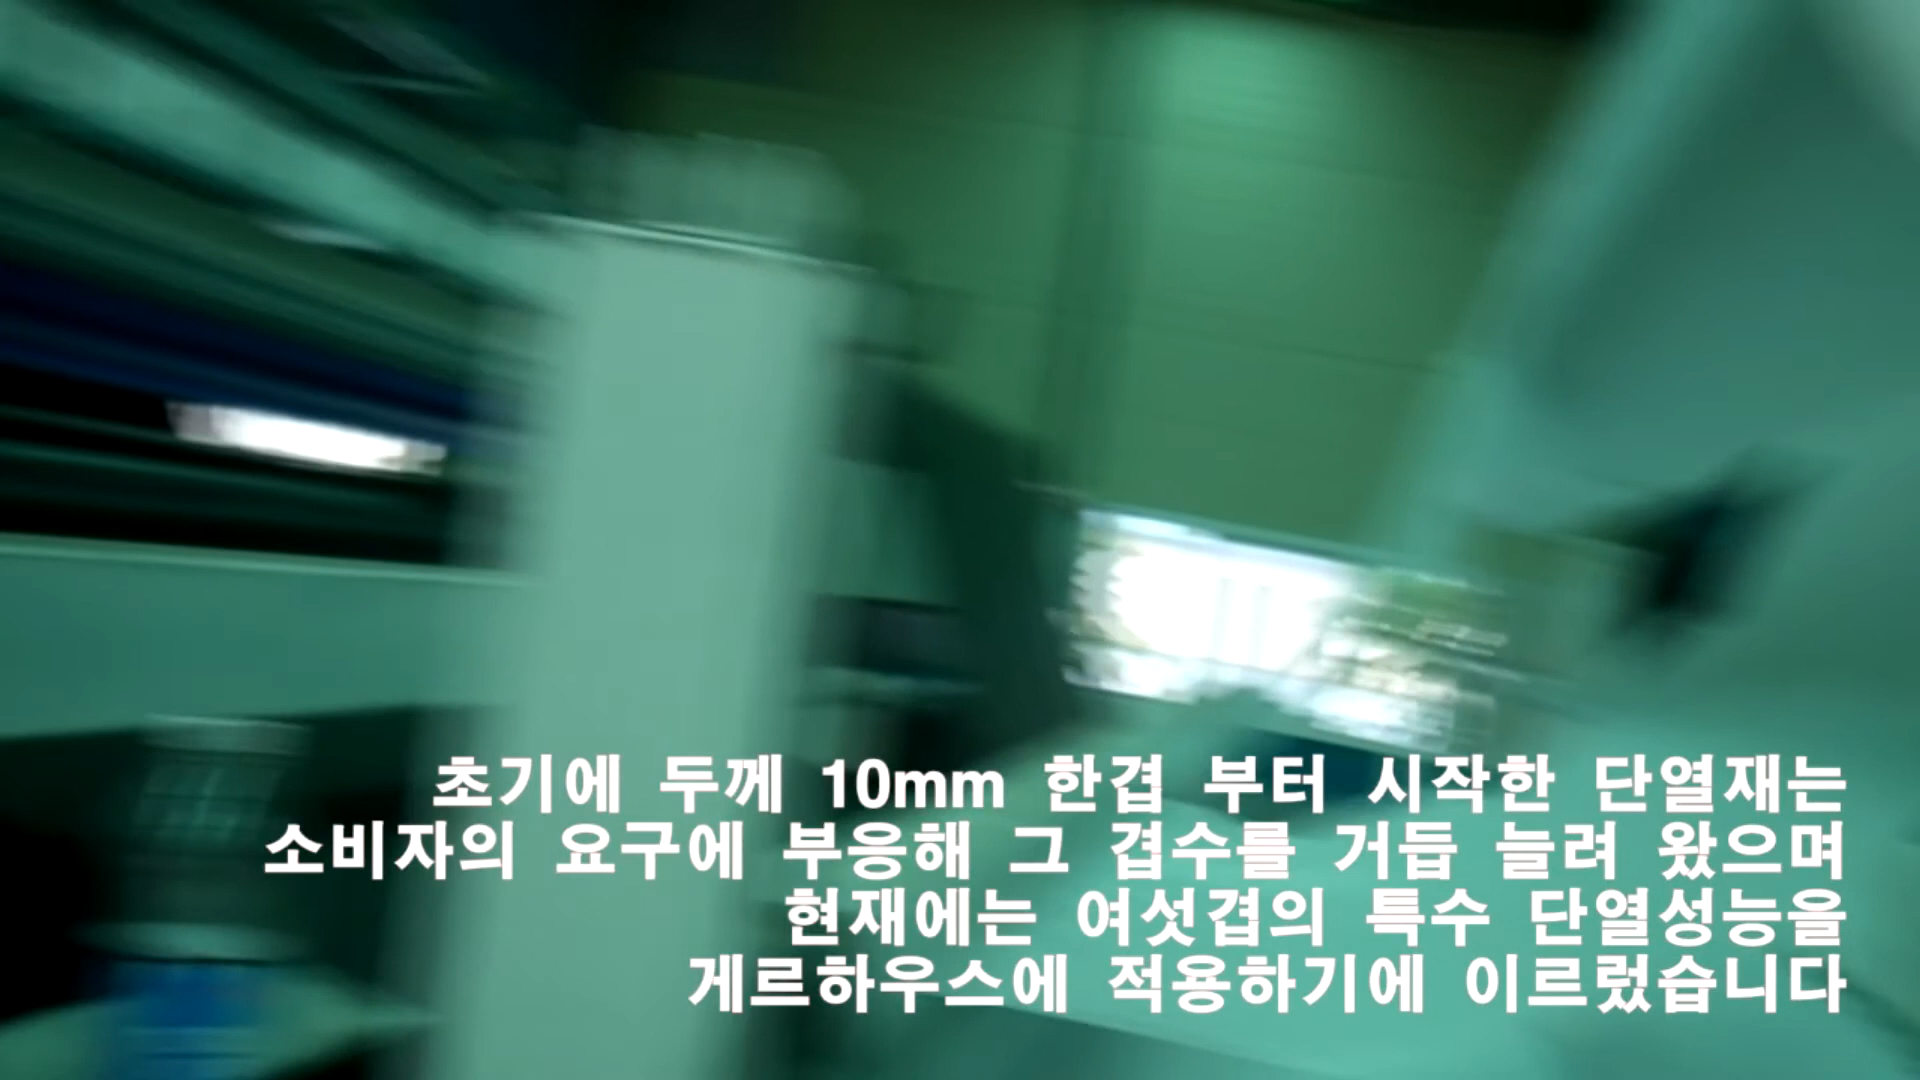 초기에 두께 10mm 한겹 부터 시작한 단열재는
소비자의 요구에 부응해 그 겹수를 거듭 늘려 왔으며
현재에는 여섯겹의 특수 단열성능을
게르하우스에 적용하기에 이르렀습니다